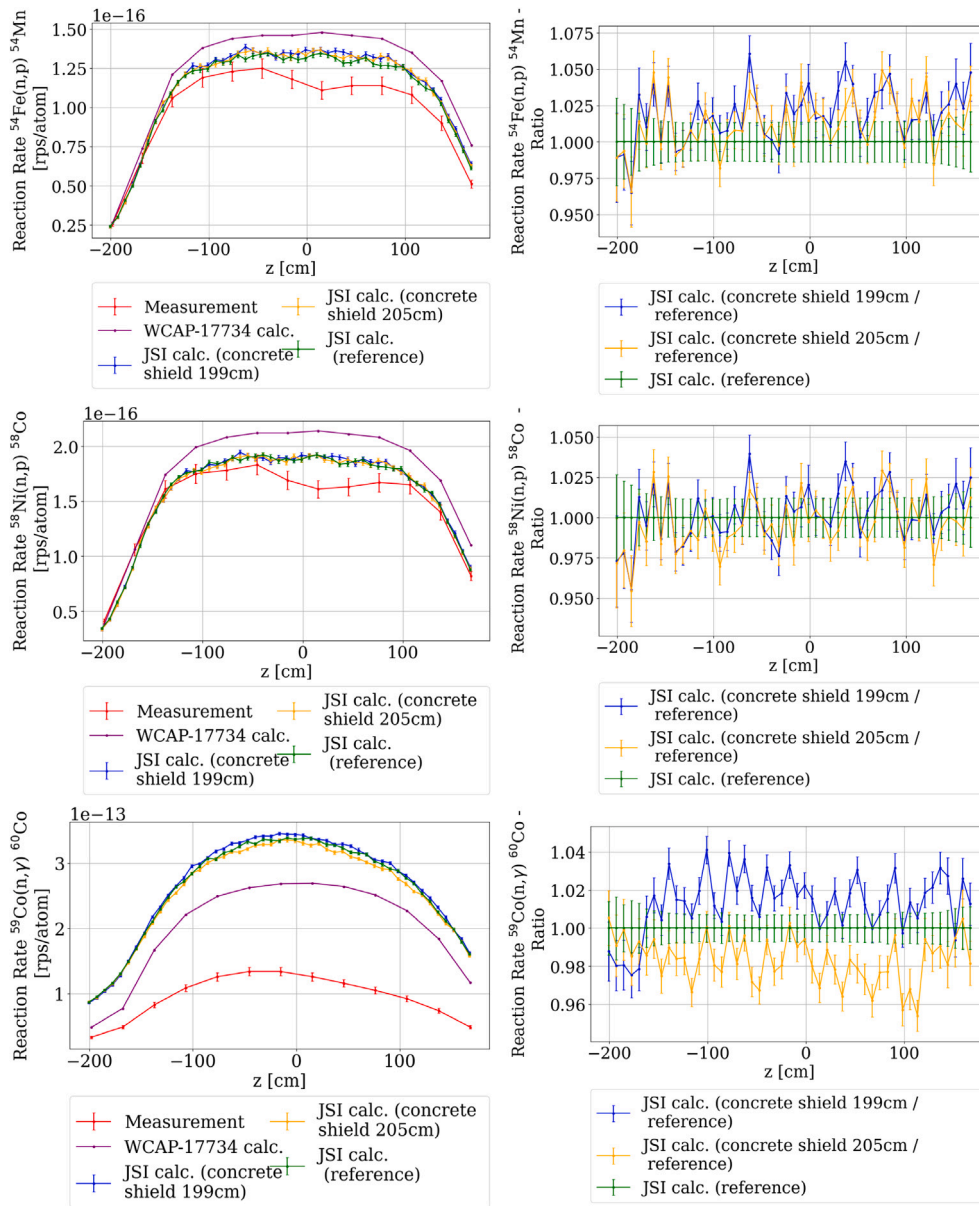 1e−16
Reaction Rate ⁵⁴Fe(n,p) ⁵⁴Mn
[rps/atom]
1.50
1.25
1.00
0.75
0.50
0.25
−200
−100
0
100
z [cm]
Measurement
WCAP-17734 calc.
JSI calc. (concrete
shield 199cm)
JSI calc. (concrete
shield 205cm)
JSI calc.
(reference)
Reaction Rate ⁵⁴Fe(n,p) ⁵⁴Mn -
Ratio
1.075
1.050
1.025
1.000
0.975
0.950
−200
−100
0
100
z [cm]
JSI calc. (concrete shield 199cm /
reference)
JSI calc. (concrete shield 205cm /
reference)
JSI calc. (reference)
1e−16
Reaction Rate ⁵⁸Ni(n,p) ⁵⁸Co
[rps/atom]
2.0
1.5
1.0
0.5
−200
−100
0
100
z [cm]
Measurement
WCAP-17734 calc.
JSI calc. (concrete
shield 199cm)
JSI calc. (concrete
shield 205cm)
JSI calc.
(reference)
Reaction Rate ⁵⁸Ni(n,p) ⁵⁸Co -
Ratio
1.050
1.025
1.000
0.975
0.950
−200
−100
0
100
z [cm]
JSI calc. (concrete shield 199cm /
reference)
JSI calc. (concrete shield 205cm /
reference)
JSI calc. (reference)
1e−13
Reaction Rate ⁵⁹Co(n,γ) ⁶⁰Co
[rps/atom]
3
2
1
−200
−100
0
100
z [cm]
Measurement
WCAP-17734 calc.
JSI calc. (concrete
shield 199cm)
JSI calc. (concrete
shield 205cm)
JSI calc.
(reference)
Reaction Rate ⁵⁹Co(n,γ) ⁶⁰Co -
Ratio
1.04
1.02
1.00
0.98
0.96
−200
−100
0
100
z [cm]
JSI calc. (concrete shield 199cm /
reference)
JSI calc. (concrete shield 205cm /
reference)
JSI calc. (reference)